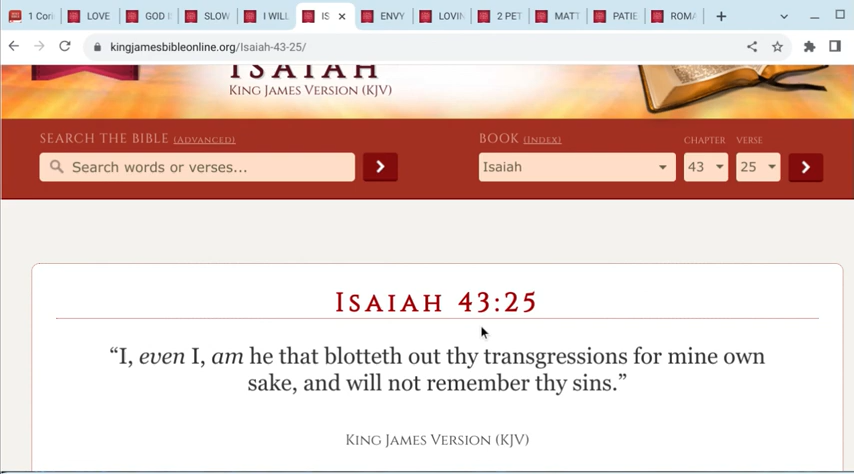 1 Cori
LOVE
GOD I
SLOW
I WILL
IS
ENVY
LOVIN
2 PET
MATT
PATIE
ROMA
kingjamesbibleonline.org/Isaiah-43-25/
ISAIAH
KING JAMES VERSION (KJV)
SEARCH THE BIBLE (ADVANCED)
Search words or verses...
BOOK (INDEX)
CHAPTER
VERSE
Isaiah
43
25
ISAIAH 43:25
“I, even I, am he that blotteth out thy transgressions for mine own
sake, and will not remember thy sins.”
KING JAMES VERSION (KJV)